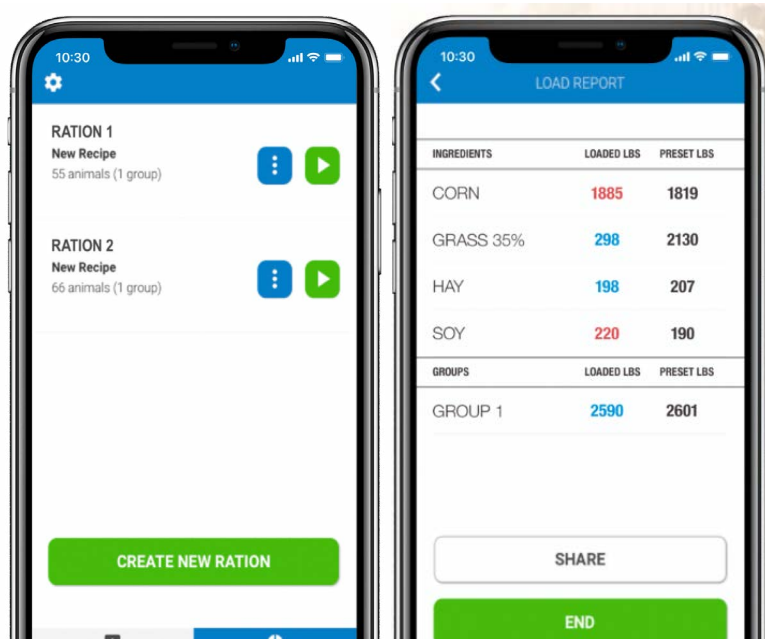 10:30
RATION 1
New Recipe
55 animals (1 group)
RATION 2
New Recipe
66 animals (1 group)
CREATE NEW RATION
10:30
LOAD REPORT
INGREDIENTS LOADED LBS PRESET LBS
CORN 1885 1819
GRASS 35% 298 2130
HAY 198 207
SOY 220 190
GROUPS LOADED LBS PRESET LBS
GROUP 1 2590 2601
SHARE
END